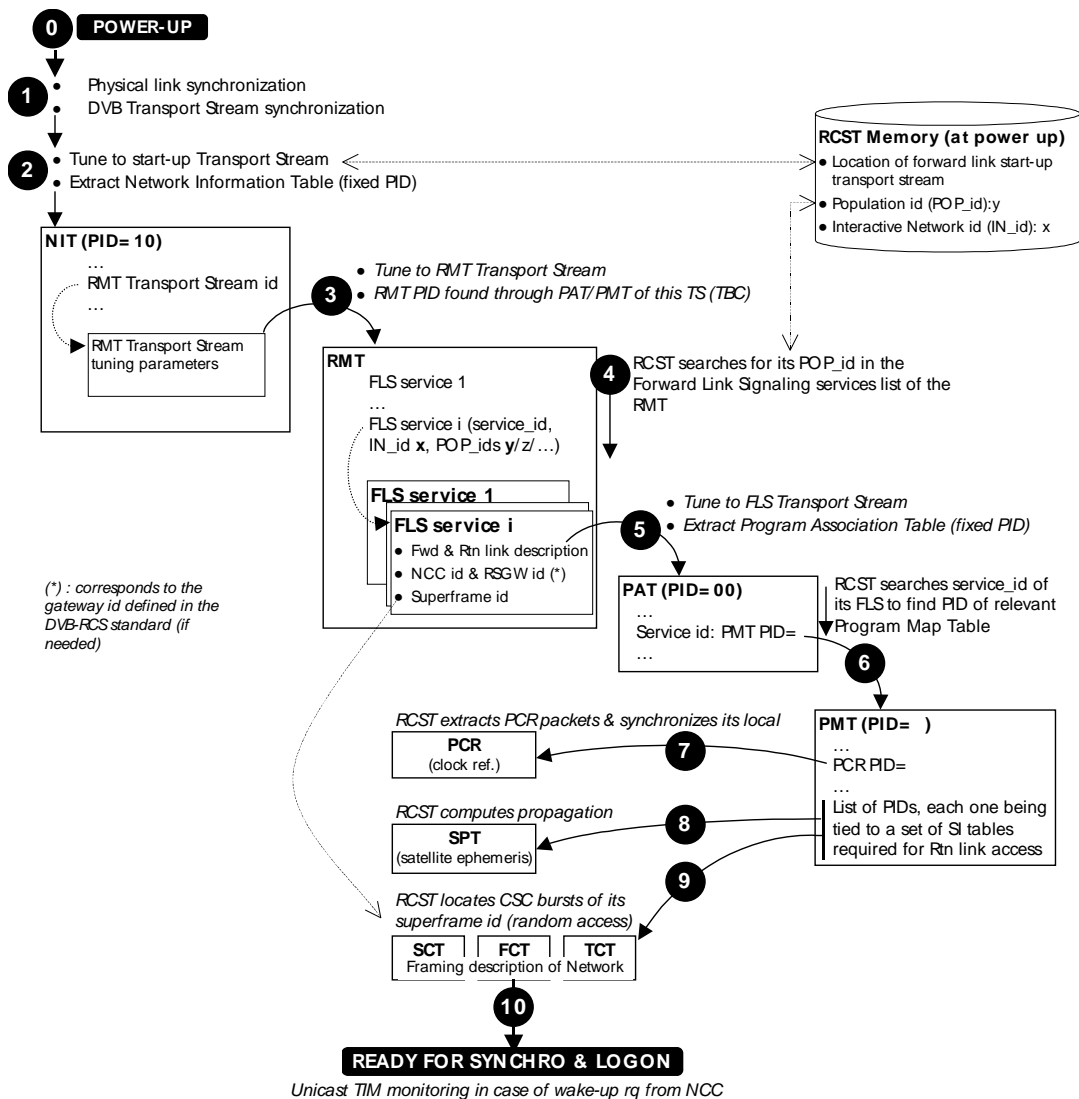 0 POWER-UP
1
• Physical link synchronization
• DVB Transport Stream synchronization
2
• Tune to start-up Transport Stream
• Extract Network Information Table (fixed PID)
RCST Memory (at power up)
• Location of forward link start-up
transport stream
• Population id (POP_id):y
• Interactive Network id (IN_id): x
NIT (PID= 10)
…
RMT Transport Stream id
…
RMT Transport Stream
tuning parameters
3
• Tune to RMT Transport Stream
• RMT PID found through PAT/PMT of this TS (TBC)
RMT
FLS service 1
…
FLS service i (service_id,
IN_id x, POP_ids y/z/…)
FLS service 1
FLS service i
• Fwd & Rtn link description
• NCC id & RSGW id (*)
• Superframe id
4
RCST searches for its POP_id in the
Forward Link Signaling services list of the
RMT
5
• Tune to FLS Transport Stream
• Extract Program Association Table (fixed PID)
(*) : corresponds to the
gateway id defined in the
DVB-RCS standard (if
needed)
PAT (PID= 00)
…
Service id: PMT PID=
…
RCST searches service_id of
its FLS to find PID of relevant
Program Map Table
6
PMT (PID= )
…
PCR PID=
…
List of PIDs, each one being
tied to a set of SI tables
required for Rtn link access
RCST extracts PCR packets & synchronizes its local
7
PCR
(clock ref.)
RCST computes propagation
8
SPT
(satellite ephemeris)
9
RCST locates CSC bursts of its
superframe id (random access)
SCT FCT TCT
Framing description of Network
10
READY FOR SYNCHRO & LOGON
Unicast TIM monitoring in case of wake-up rq from NCC